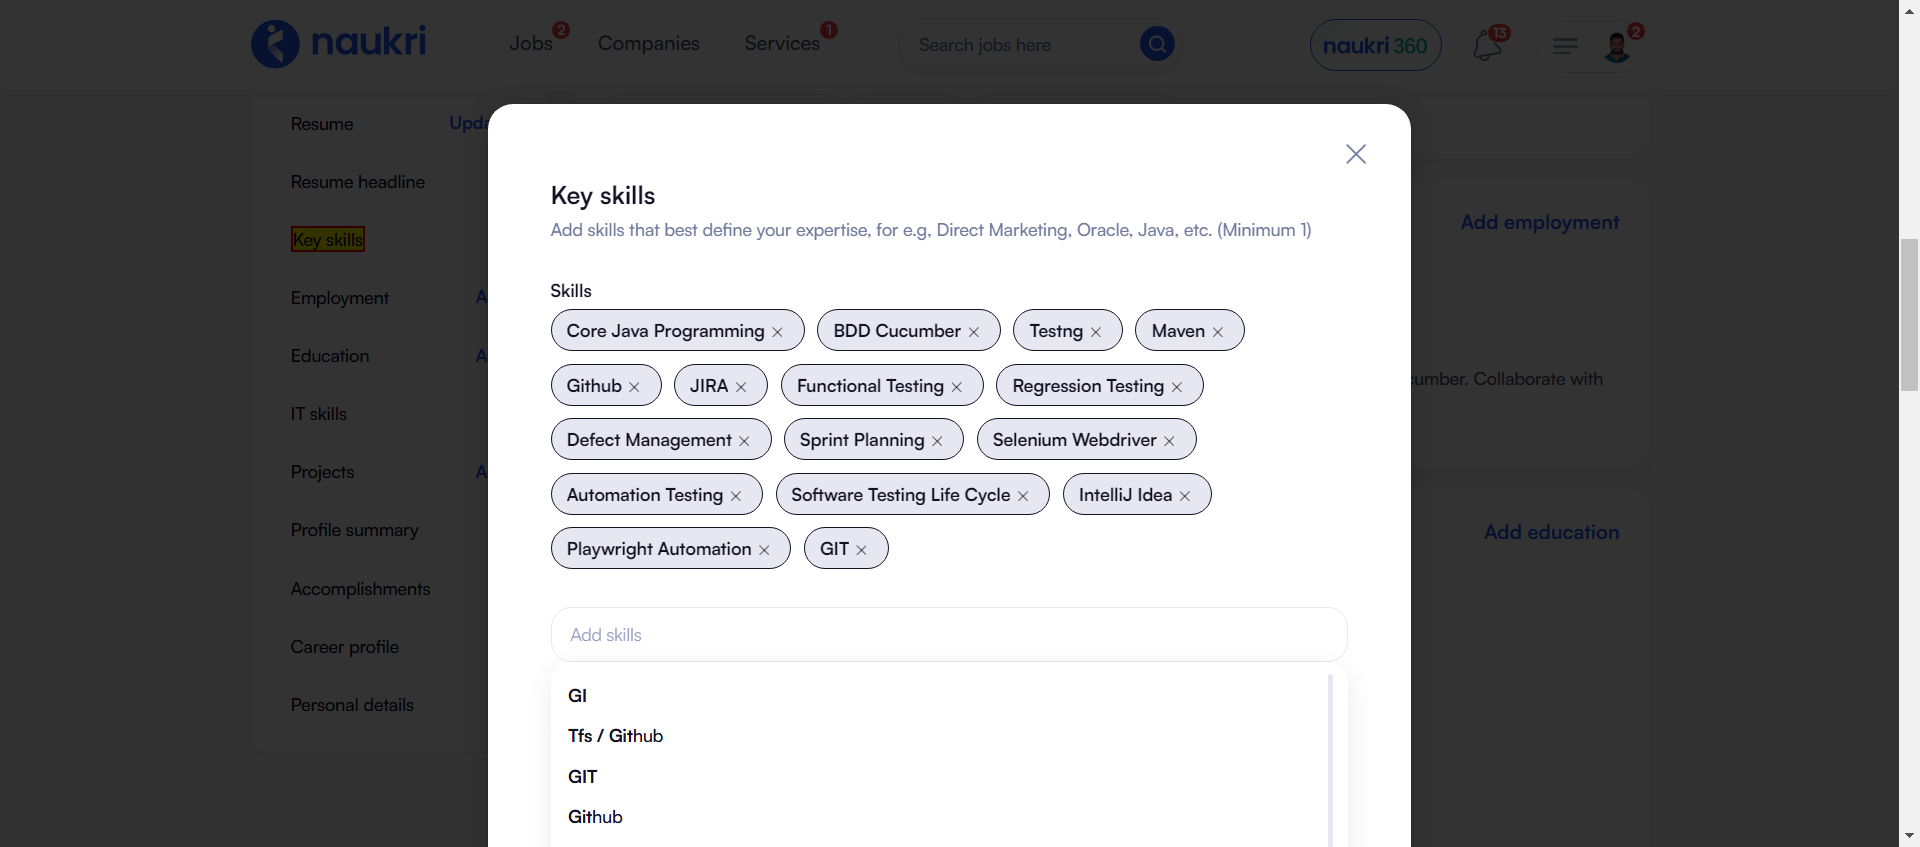 naukri
Jobs 2
Companies
Services 1
Search jobs here
naukri 360
13
2
Resume
Upda
Resume headline
Key skills
Employment
A
Education
A
IT skills
Projects
A
Profile summary
Accomplishments
Career profile
Personal details
Key skills
Add skills that best define your expertise, for e.g, Direct Marketing, Oracle, Java, etc. (Minimum 1)
Skills
Core Java Programming BDD Cucumber Testng Maven
Github JIRA Functional Testing Regression Testing
Defect Management Sprint Planning Selenium Webdriver
Automation Testing Software Testing Life Cycle IntelliJ Idea
Playwright Automation GIT
Add skills
GI
Tfs / Github
GIT
Github
Add employment
cumber. Collaborate with
Add education